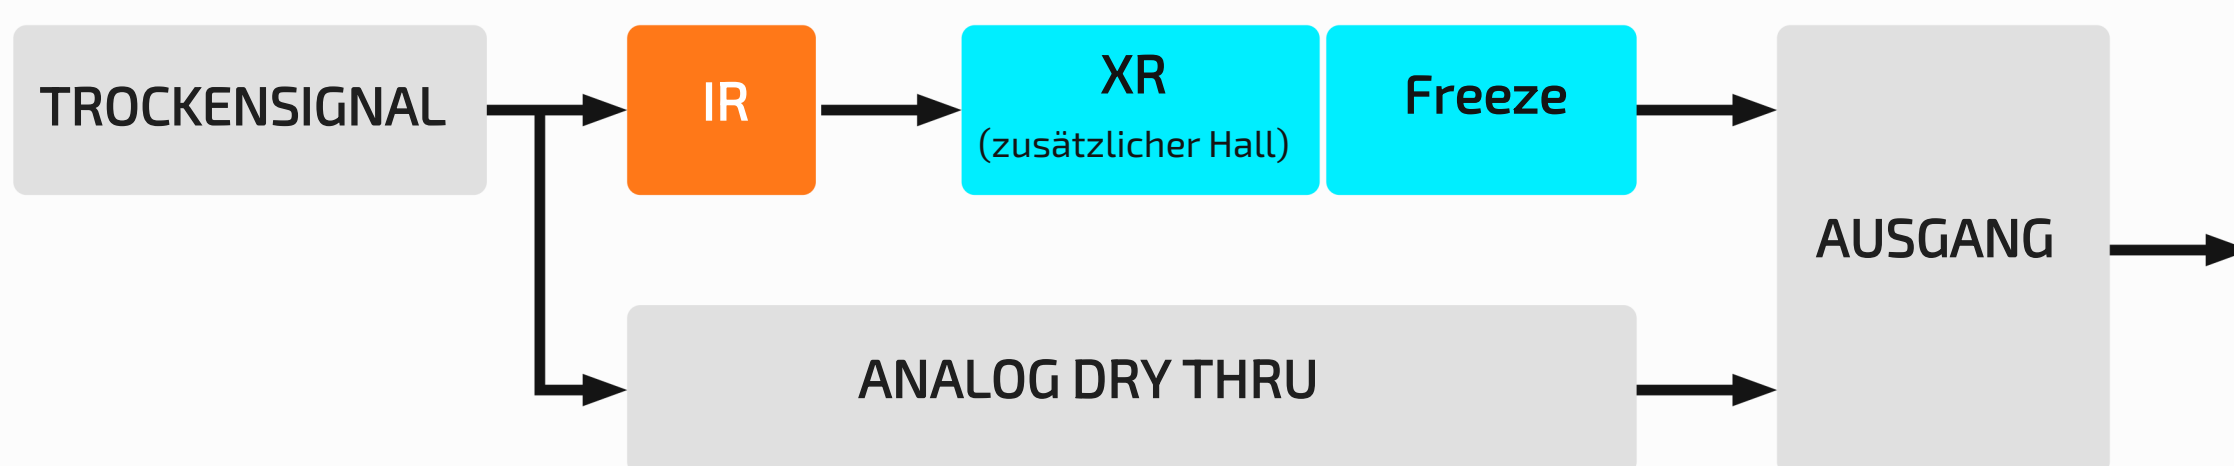 TROCKENSIGNAL
IR
XR
(zusätzlicher Hall)
Freeze
AUSGANG
ANALOG DRY THRU